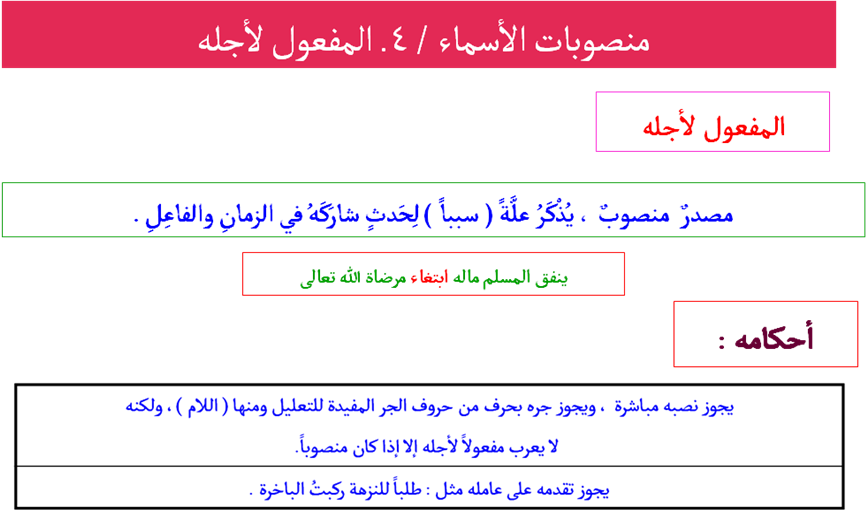 منصوبات الأسماء / ٤. المفعول لأجله
المفعول لأجله
مصدرٌ منصوبٌ ، يُذْكَرُ علَّةً ( سبباً ) لِحَدثٍ شارَكَهُ في الزمانِ والفاعِلِ .
ينفق المسلم ماله ابتغاء مرضاة الله تعالى
أحكامه :
يجوز نصبه مباشرة ، ويجوز جره بحرف من حروف الجر المفيدة للتعليل ومنها ( اللام ) ، ولكنه
لا يعرب مفعولاً لأجله إلا إذا كان منصوباً.
يجوز تقدمه على عامله مثل : طلباً للنزهة ركبتُ الباخرة .